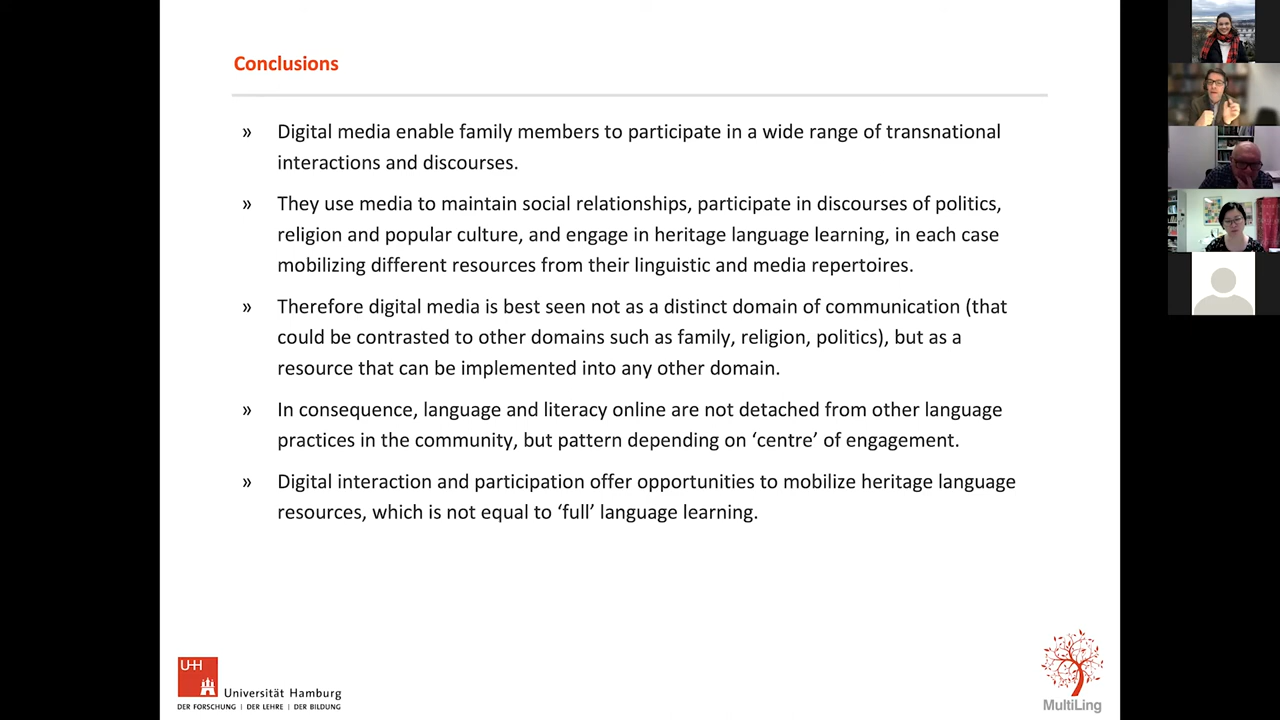 Conclusions
» Digital media enable family members to participate in a wide range of transnational
interactions and discourses.
» They use media to maintain social relationships, participate in discourses of politics,
religion and popular culture, and engage in heritage language learning, in each case
mobilizing different resources from their linguistic and media repertoires.
» Therefore digital media is best seen not as a distinct domain of communication (that
could be contrasted to other domains such as family, religion, politics), but as a
resource that can be implemented into any other domain.
» In consequence, language and literacy online are not detached from other language
practices in the community, but pattern depending on ‘centre’ of engagement.
» Digital interaction and participation offer opportunities to mobilize heritage language
resources, which is not equal to ‘full’ language learning.
UH
Universität Hamburg
DER FORSCHUNG | DER LEHRE | DER BILDUNG
MultiLing